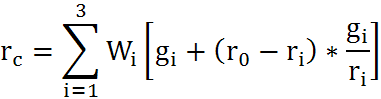 r_c = \sum_{i=1}^{3} W_i \left[ g_i + (r_0 - r_i) * \frac{g_i}{r_i} \right]